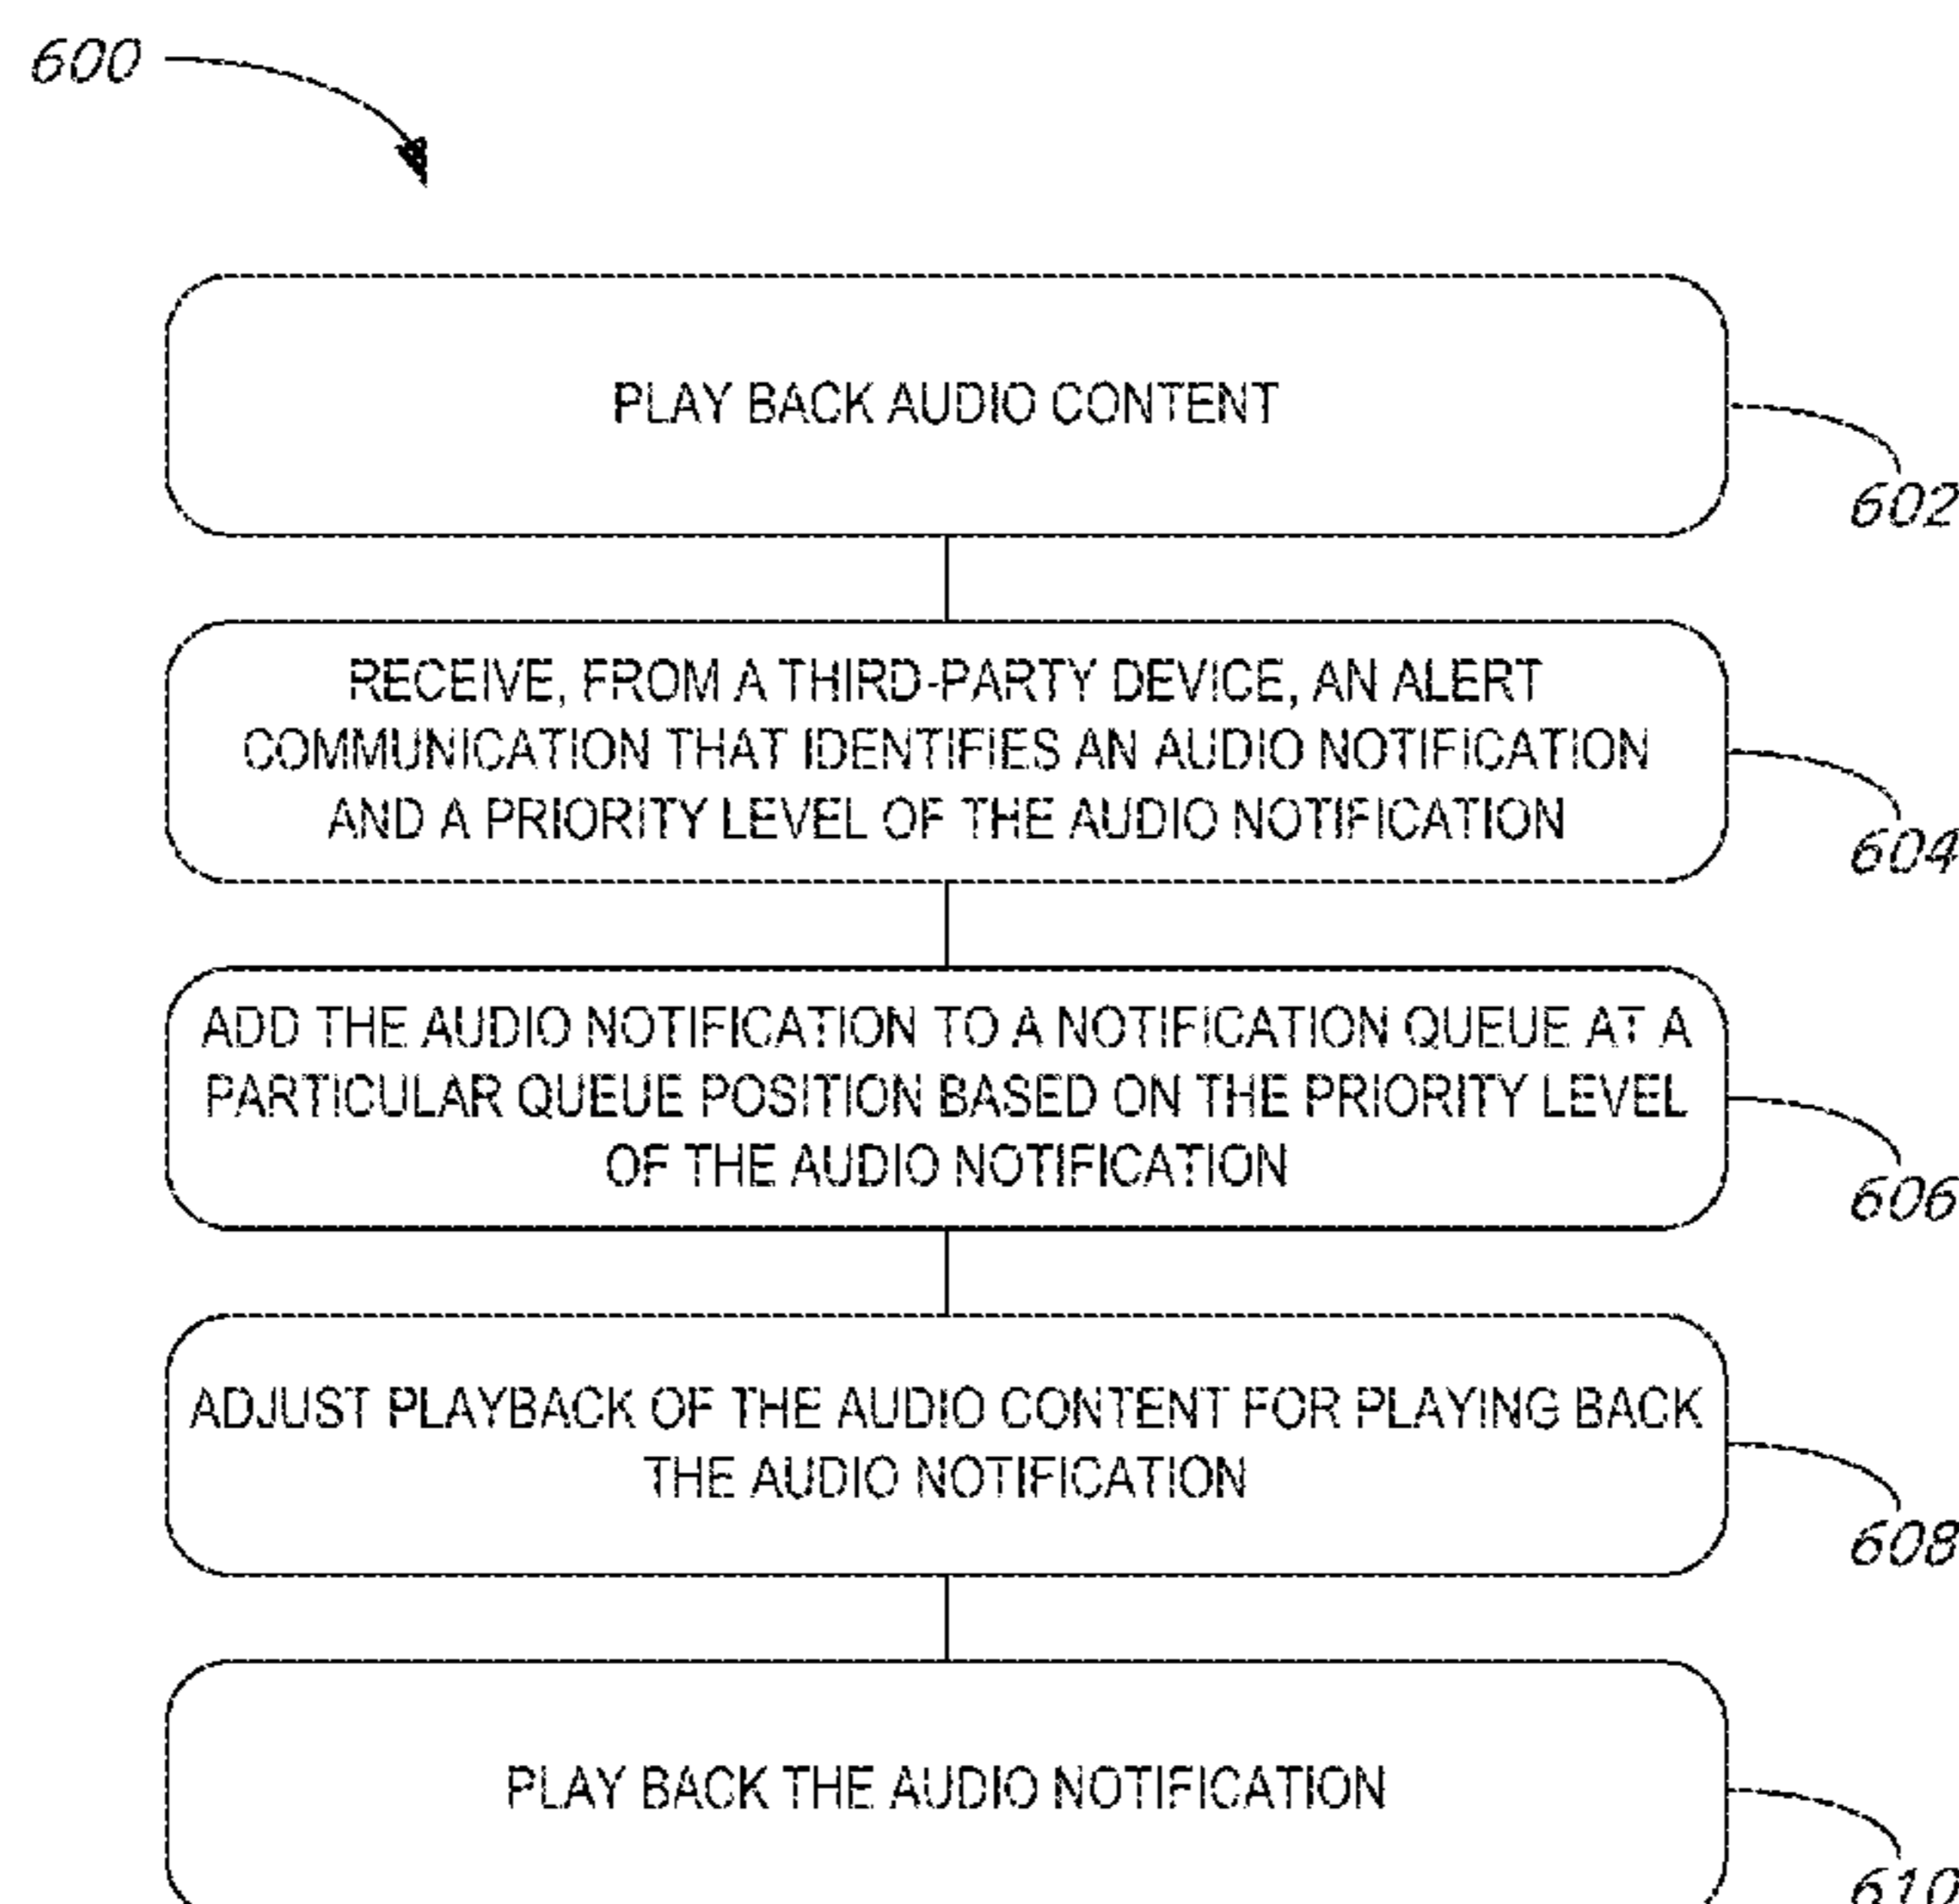 600
PLAY BACK AUDIO CONTENT
602
RECEIVE, FROM A THIRD-PARTY DEVICE, AN ALERT
COMMUNICATION THAT IDENTIFIES AN AUDIO NOTIFICATION
AND A PRIORITY LEVEL OF THE AUDIO NOTIFICATION
604
ADD THE AUDIO NOTIFICATION TO A NOTIFICATION QUEUE AT A
PARTICULAR QUEUE POSITION BASED ON THE PRIORITY LEVEL
OF THE AUDIO NOTIFICATION
606
ADJUST PLAYBACK OF THE AUDIO CONTENT FOR PLAYING BACK
THE AUDIO NOTIFICATION
608
PLAY BACK THE AUDIO NOTIFICATION
610